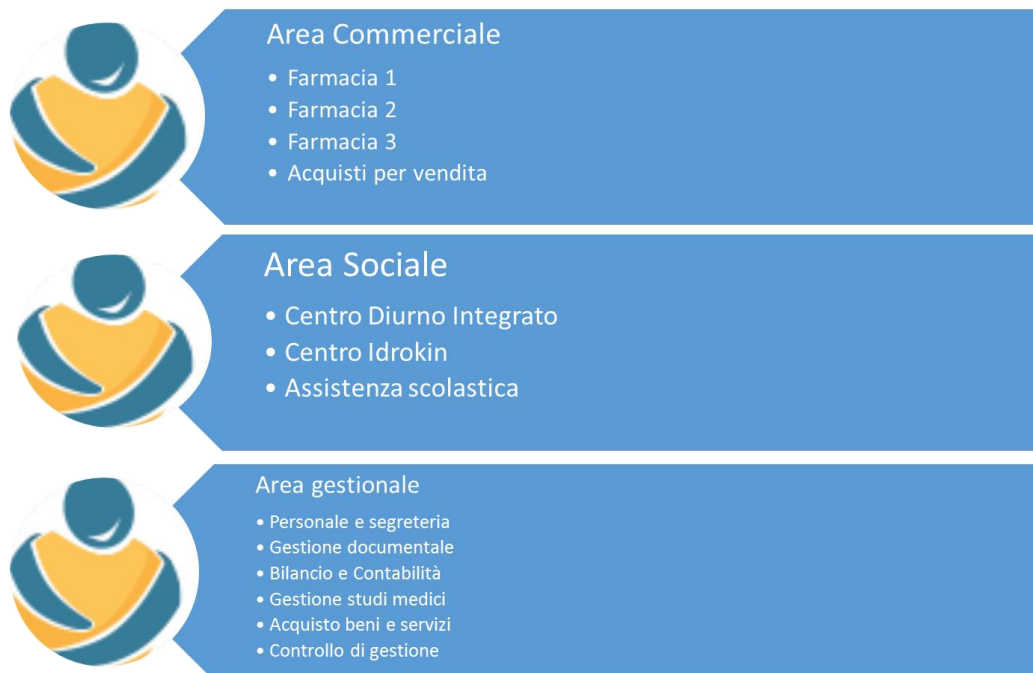 Area Commerciale
• Farmacia 1
• Farmacia 2
• Farmacia 3
• Acquisti per vendita
Area Sociale
• Centro Diurno Integrato
• Centro Idrokin
• Assistenza scolastica
Area gestionale
• Personale e segreteria
• Gestione documentale
• Bilancio e Contabilità
• Gestione studi medici
• Acquisto beni e servizi
• Controllo di gestione